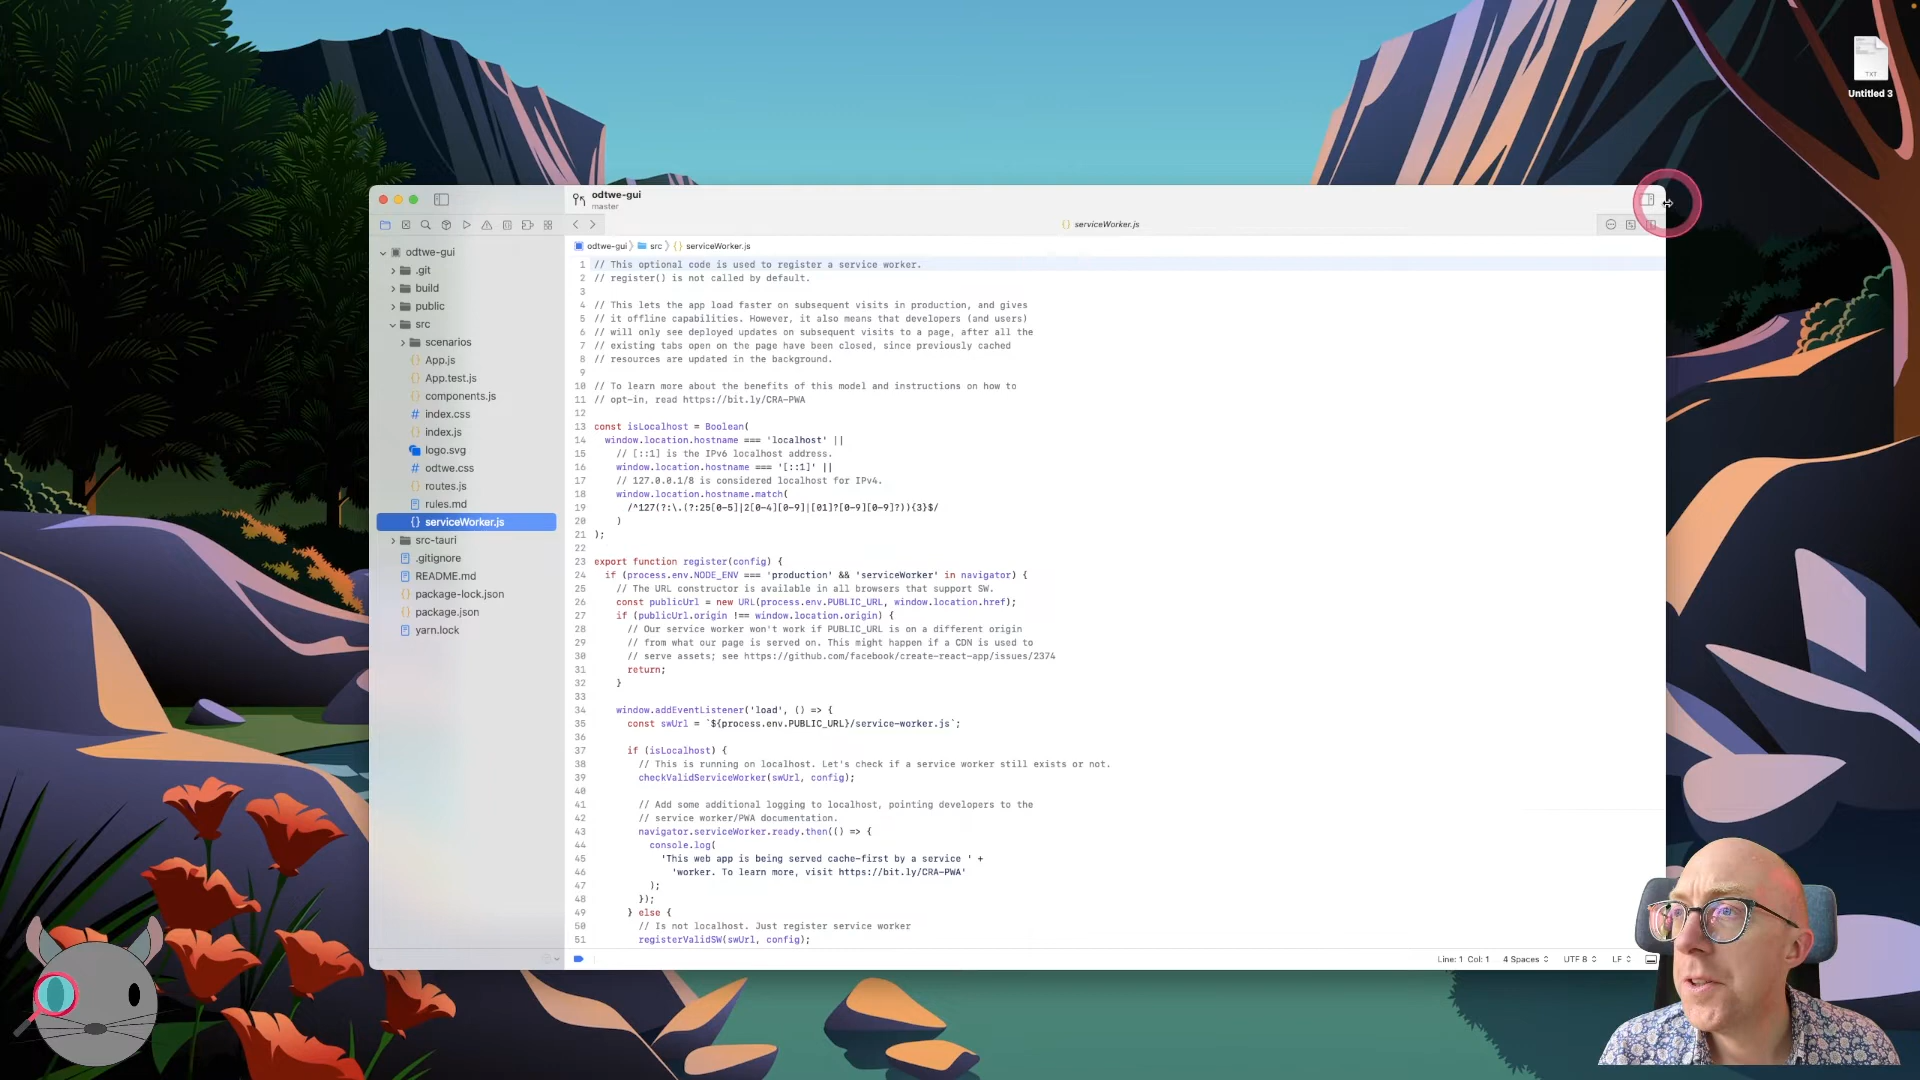 TXT
Untitled 3
odtwe-gui
master
serviceWorker.js
odtwe-gui
.git
build
public
src
scenarios
App.js
App.test.js
components.js
index.css
index.js
logo.svg
odtwe.css
routes.js
rules.md
serviceWorker.js
src-tauri
.gitignore
README.md
package-lock.json
package.json
yarn.lock
odtwe-gui 〉 src 〉 {} serviceWorker.js
1 // This optional code is used to register a service worker.
2 // register() is not called by default.
3
4 // This lets the app load faster on subsequent visits in production, and gives
5 // it offline capabilities. However, it also means that developers (and users)
6 // will only see deployed updates on subsequent visits to a page, after all the
7 // existing tabs open on the page have been closed, since previously cached
8 // resources are updated in the background.
9
10 // To learn more about the benefits of this model and instructions on how to
11 // opt-in, read https://bit.ly/CRA-PWA
12
13 const isLocalhost = Boolean(
14 window.location.hostname === 'localhost' ||
15 // [::1] is the IPv6 localhost address.
16 window.location.hostname === '[::1]' ||
17 // 127.0.0.1/8 is considered localhost for IPv4.
18 window.location.hostname.match(
19 /^127(?:\.(?:25[0-5]|2[0-4][0-9]|[01]?[0-9][0-9]?)){3}$/
20 )
21 );
22
23 export function register(config) {
24 if (process.env.NODE_ENV === 'production' && 'serviceWorker' in navigator) {
25 // The URL constructor is available in all browsers that support SW.
26 const publicUrl = new URL(process.env.PUBLIC_URL, window.location.href);
27 if (publicUrl.origin !== window.location.origin) {
28 // Our service worker won't work if PUBLIC_URL is on a different origin
29 // from what our page is served on. This might happen if a CDN is used to
30 // serve assets; see https://github.com/facebook/create-react-app/issues/2374
31 return;
32 }
33
34 window.addEventListener('load', () => {
35 const swUrl = `${process.env.PUBLIC_URL}/service-worker.js`;
36
37 if (isLocalhost) {
38 // This is running on localhost. Let's check if a service worker still exists or not.
39 checkValidServiceWorker(swUrl, config);
40
41 // Add some additional logging to localhost, pointing developers to the
42 // service worker/PWA documentation.
43 navigator.serviceWorker.ready.then(() => {
44 console.log(
45 'This web app is being served cache-first by a service ' +
46 'worker. To learn more, visit https://bit.ly/CRA-PWA'
47 );
48 });
49 } else {
50 // Is not localhost. Just register service worker
51 registerValidSW(swUrl, config);
Line: 1 Col: 1 4 Spaces UTF 8 LF